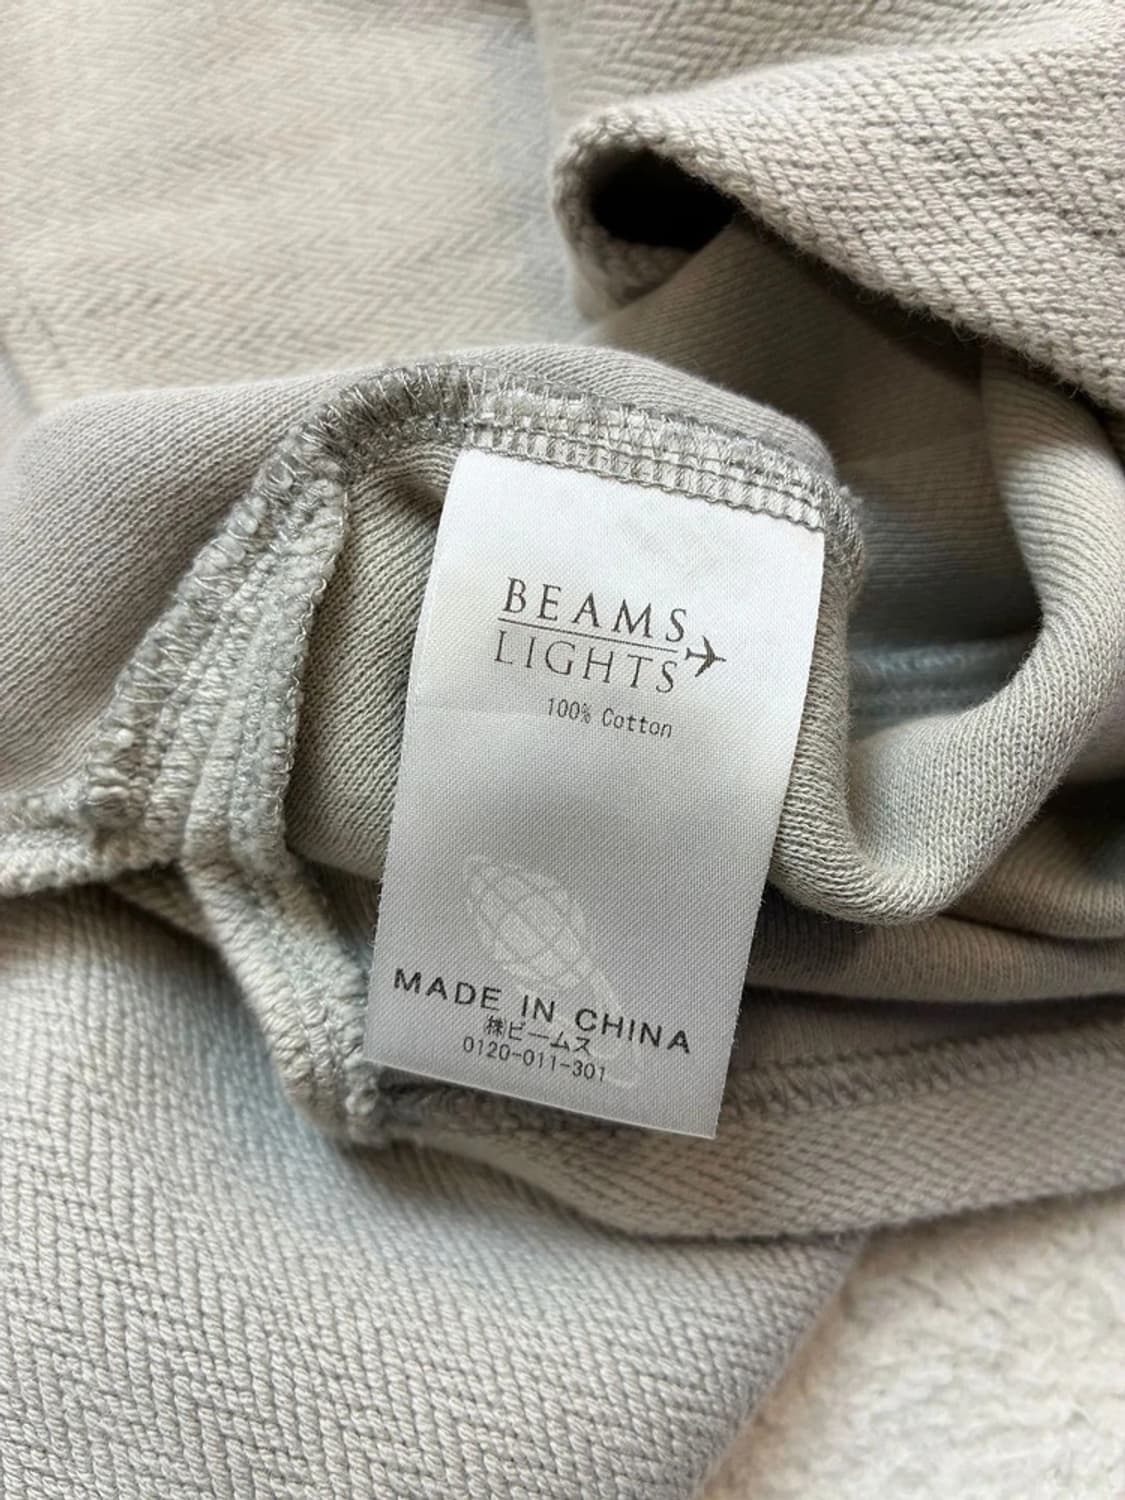 BEAMS
LIGHTS
100% Cotton
MADE IN CHINA
㈱ビームス
0120-011-301